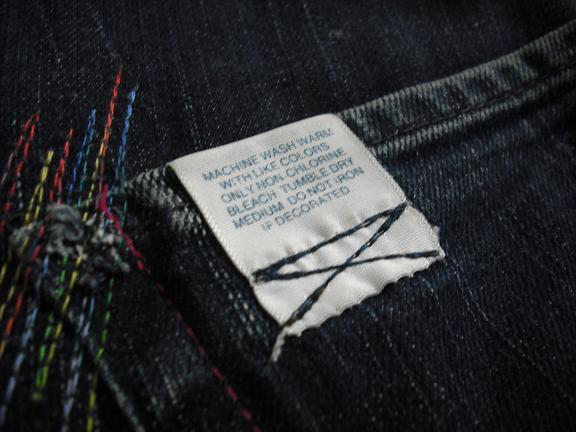 MACHINE WASH WARM
WITH LIKE COLORS
ONLY NON-CHLORINE
BLEACH TUMBLE DRY
MEDIUM DO NOT IRON
IF DECORATED